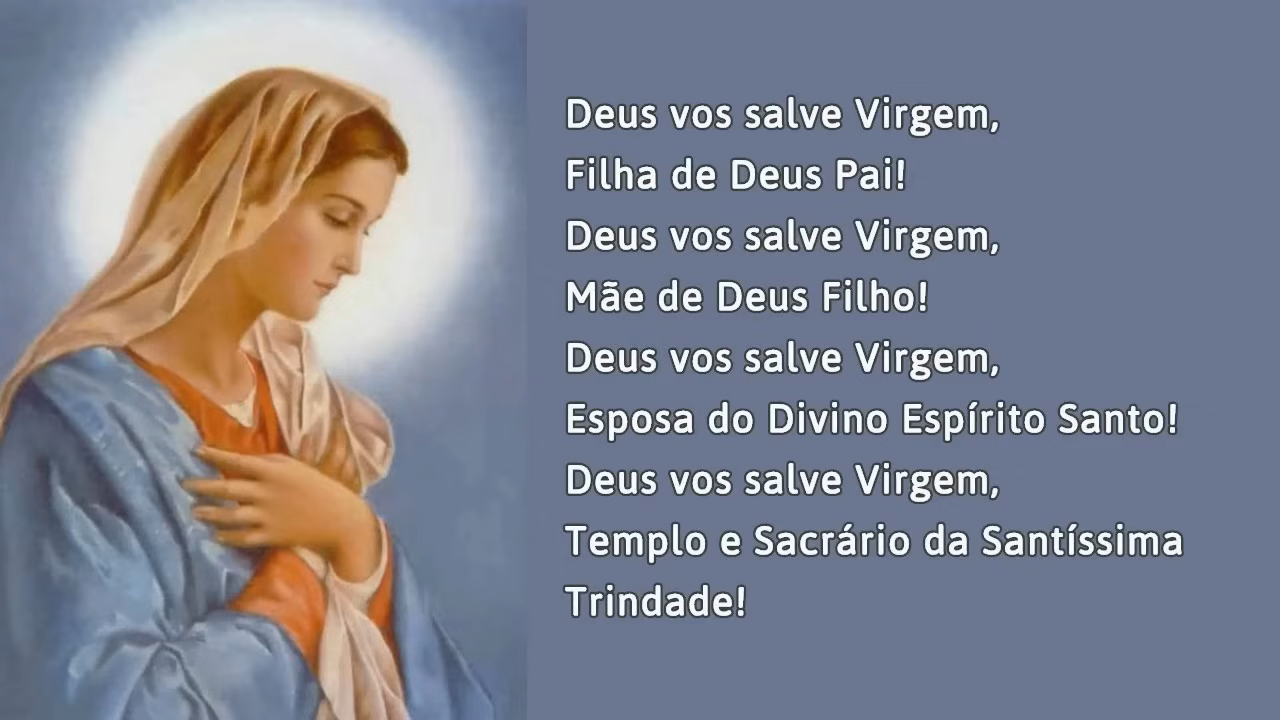 Deus vos salve Virgem,
Filha de Deus Pai!
Deus vos salve Virgem,
Mãe de Deus Filho!
Deus vos salve Virgem,
Esposa do Divino Espírito Santo!
Deus vos salve Virgem,
Templo e Sacrário da Santíssima
Trindade!